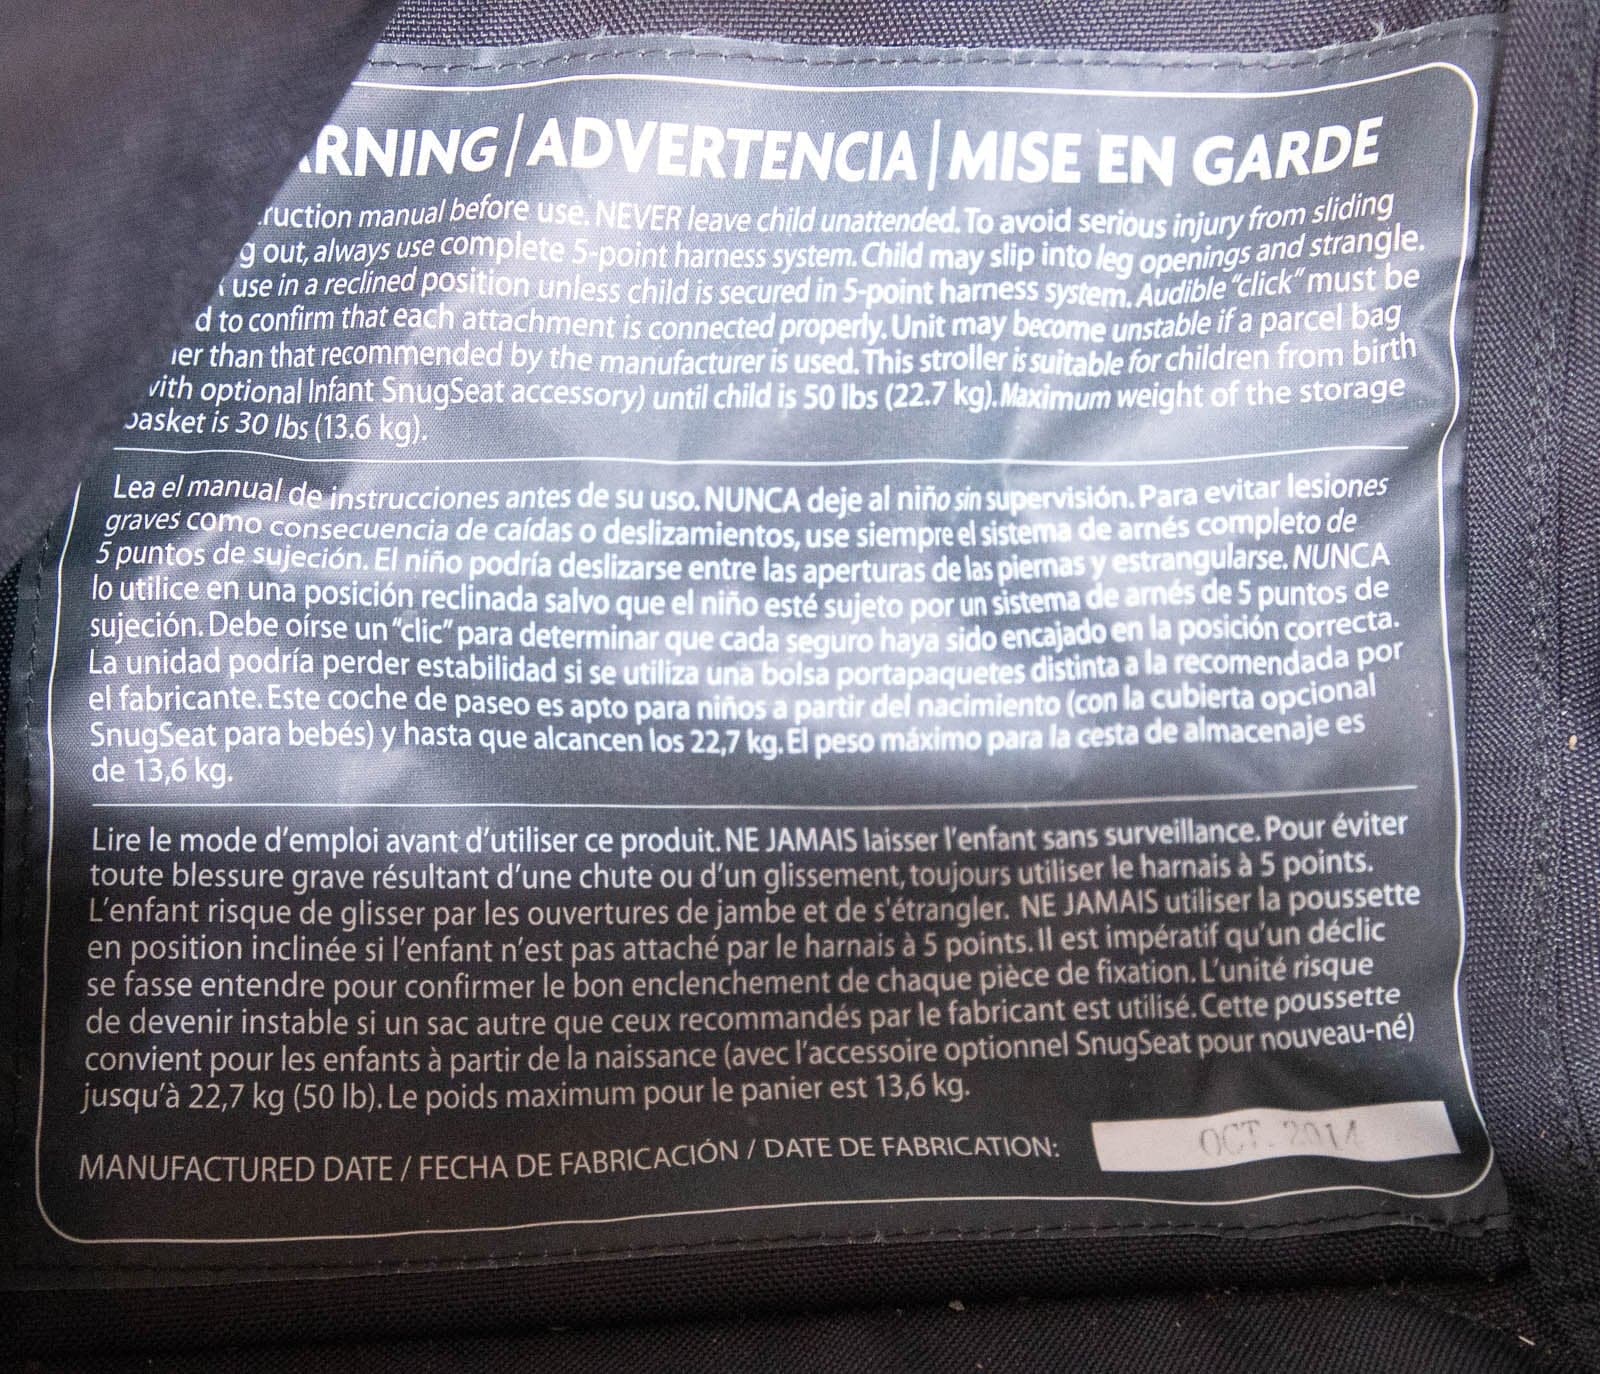 WARNING / ADVERTENCIA | MISE EN GARDE
before use. NEVER leave child unattended. To avoid serious injury from sliding
out, always use complete 5-point harness system. Child may slip into leg openings and strangle.
use in a reclined position unless child is secured in 5-point harness system. Audible "click" must be
to confirm that each attachment is connected properly. Unit may become unstable if a parcel bag
than that recommended by the manufacturer is used. This stroller is suitable for children from birth
with optional Infant SnugSeat accessory) until child is 50 lbs (22.7 kg). Maximum weight of the storage
basket is 30 lbs (13.6 kg).
Lea el manual de instrucciones antes de su uso. NUNCA deje al niño sin supervisión. Para evitar lesiones
graves como consecuencia de caídas o deslizamientos, use siempre el sistema de arnés completo de
5 puntos de sujeción. El niño podría deslizarse entre las aperturas de las piernas y estrangularse. NUNCA
lo utilice en una posición reclinada salvo que el niño esté sujeto por un sistema de arnés de 5 puntos de
sujeción. Debe oírse un "clic" para determinar que cada seguro haya sido encajado en la posición correcta.
La unidad podría perder estabilidad si se utiliza una bolsa portapaquetes distinta a la recomendada por
el fabricante. Este coche de paseo es apto para niños a partir del nacimiento (con la cubierta opcional
SnugSeat para bebés) y hasta que alcancen los 22,7 kg. El peso máximo para la cesta de almacenaje es
de 13,6 kg.
Lire le mode d'emploi avant d'utiliser ce produit. NE JAMAIS laisser l'enfant sans surveillance. Pour éviter
toute blessure grave résultant d'une chute ou d'un glissement, toujours utiliser le harnais à 5 points.
L'enfant risque de glisser par les ouvertures de jambe et de s'étrangler. NE JAMAIS utiliser la poussette
en position inclinée si l'enfant n'est pas attaché par le harnais à 5 points. Il est impératif qu'un déclic
se fasse entendre pour confirmer le bon enclenchement de chaque pièce de fixation. L'unité risque
de devenir instable si un sac autre que ceux recommandés par le fabricant est utilisé. Cette poussette
convient pour les enfants à partir de la naissance (avec l'accessoire optionnel SnugSeat pour nouveau-né)
jusqu'à 22,7 kg (50 lb). Le poids maximum pour le panier est 13,6 kg.
MANUFACTURED DATE / FECHA DE FABRICACIÓN / DATE DE FABRICATION: OCT. 2014